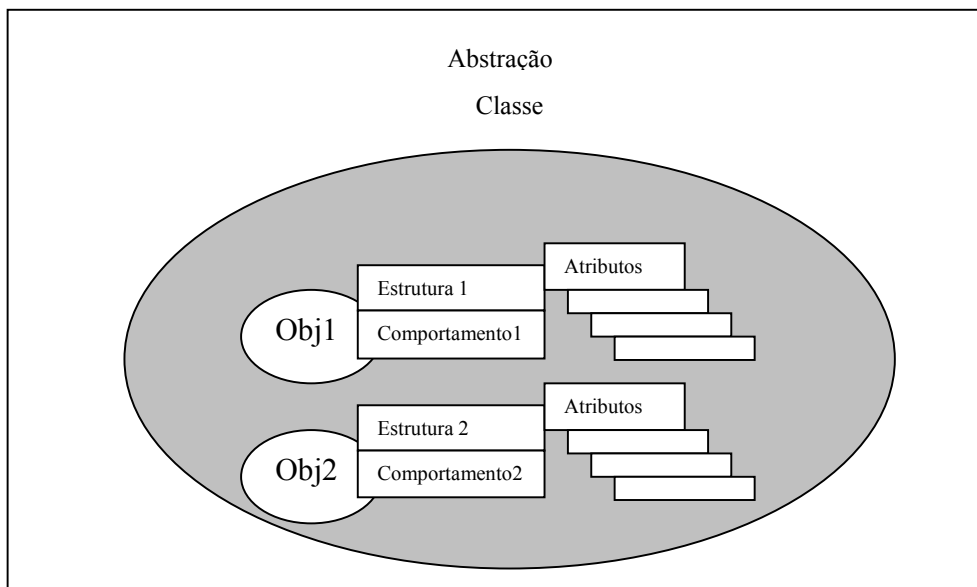 Abstração
Classe
Atributos
Estrutura 1
Obj1
Comportamento1
Atributos
Estrutura 2
Obj2
Comportamento2